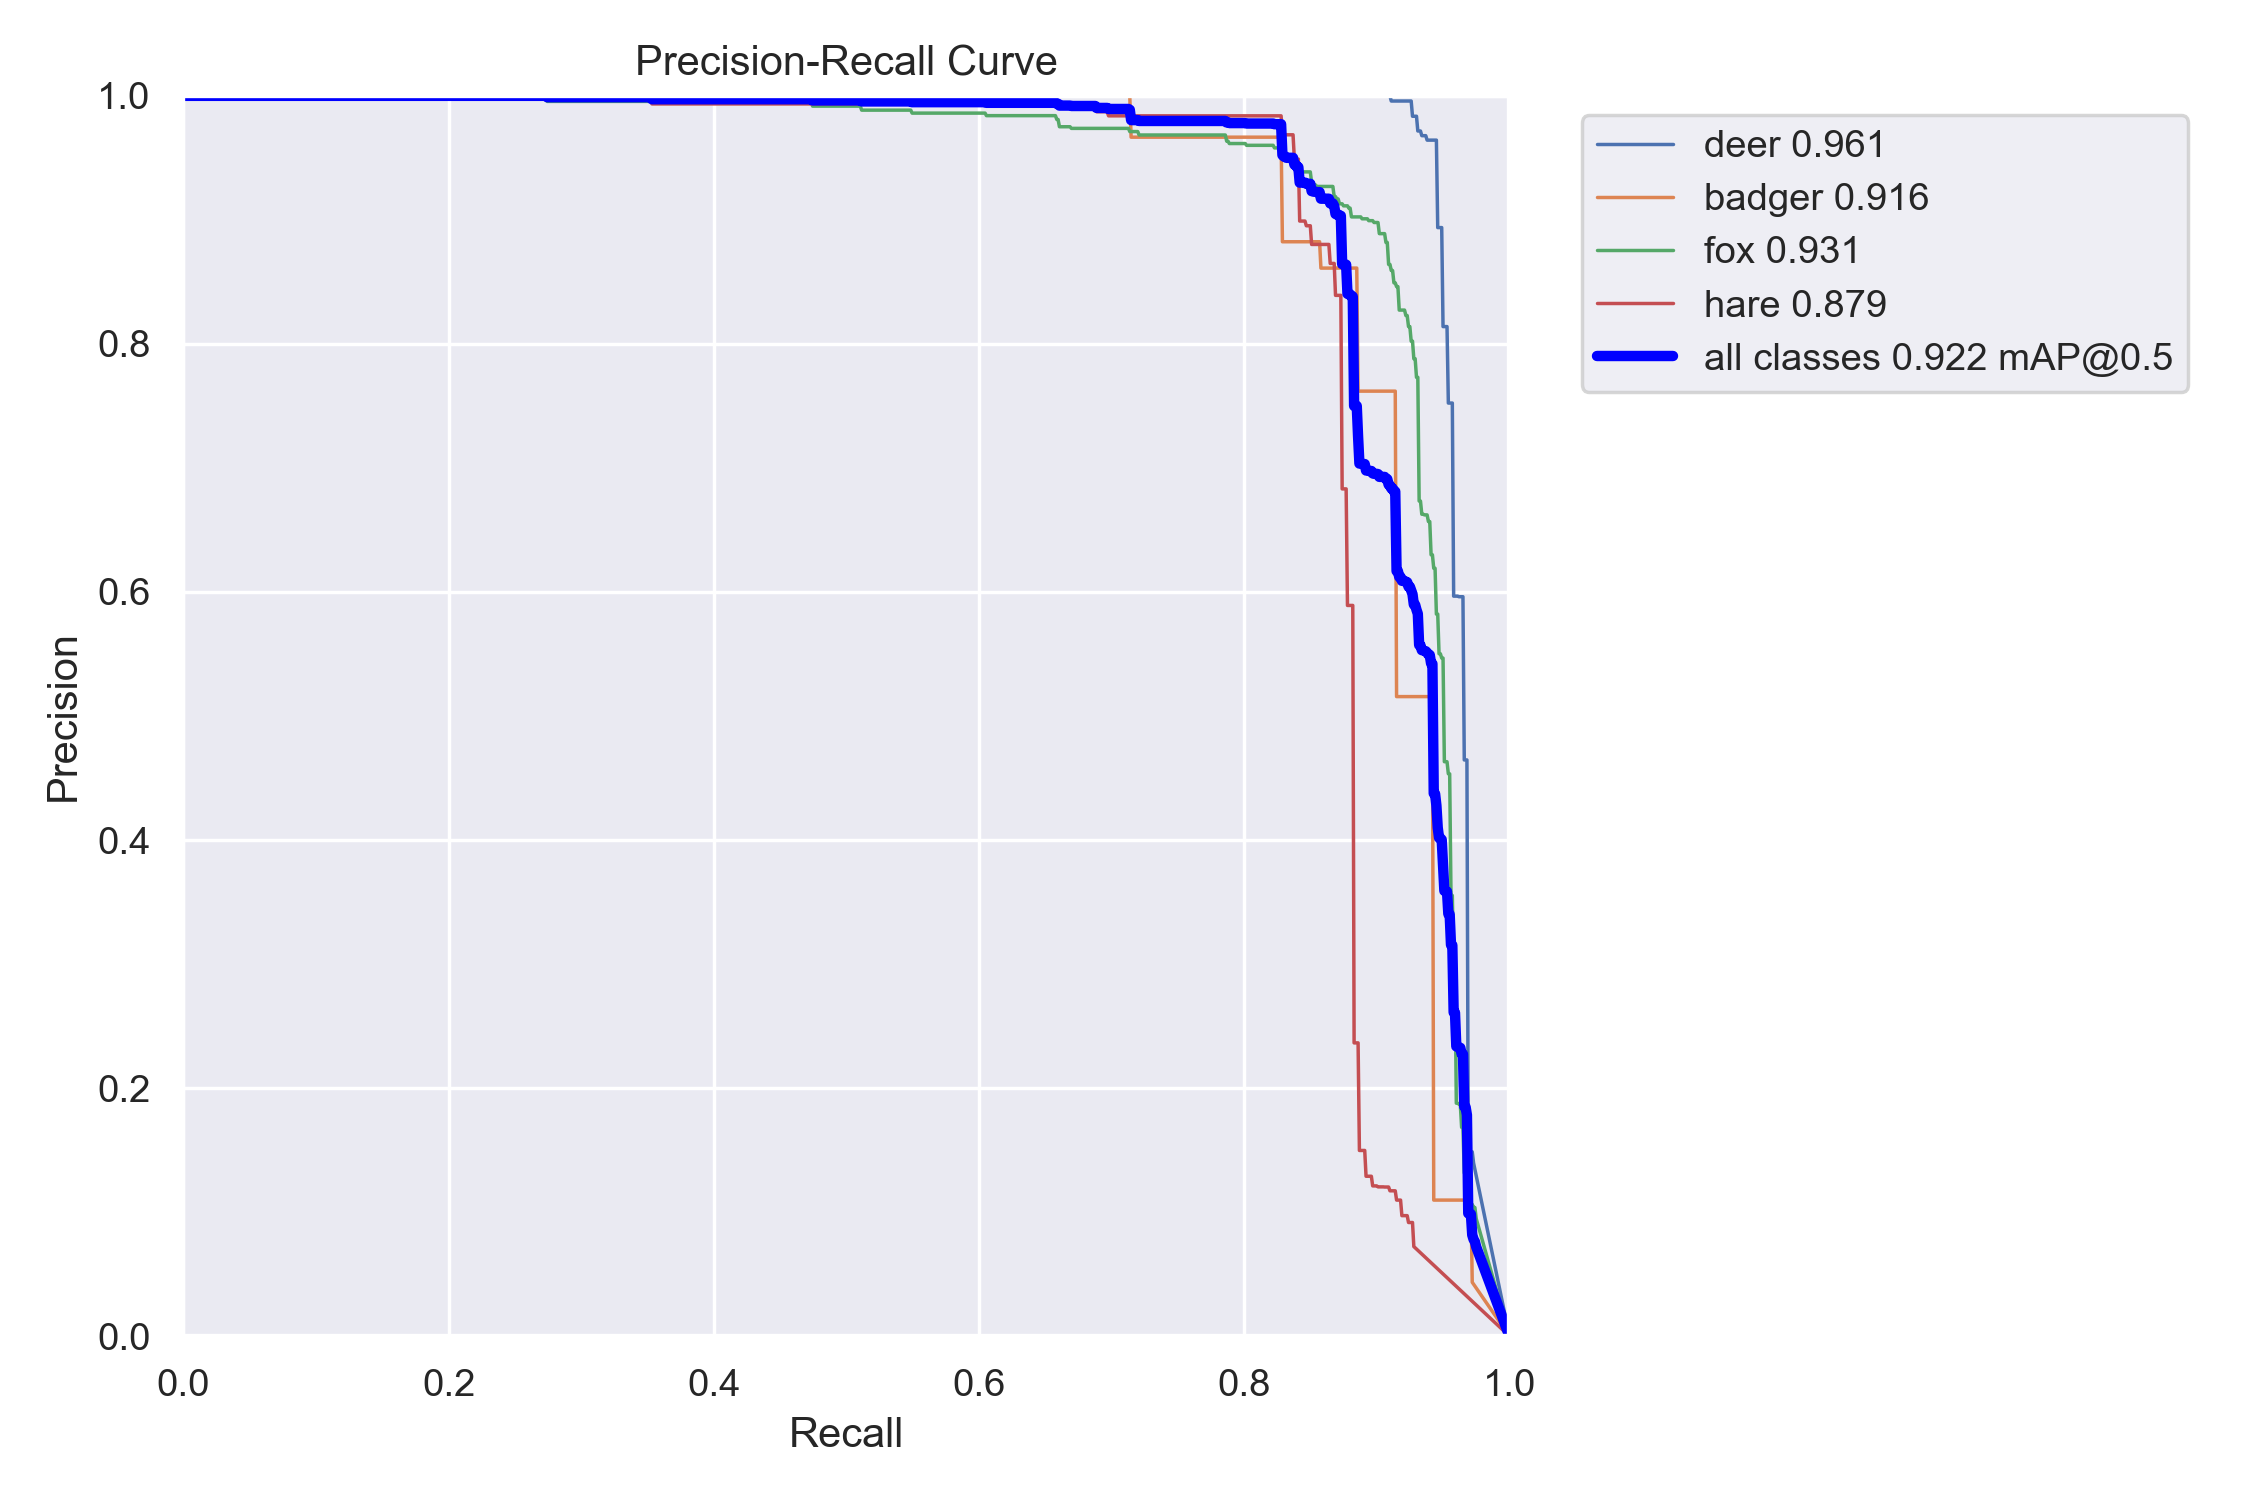 Precision-Recall Curve
1.0
0.8
0.6
0.4
0.2
0.0
Precision
0.0 0.2 0.4 0.6 0.8 1.0
Recall
deer 0.961
badger 0.916
fox 0.931
hare 0.879
all classes 0.922 mAP@0.5